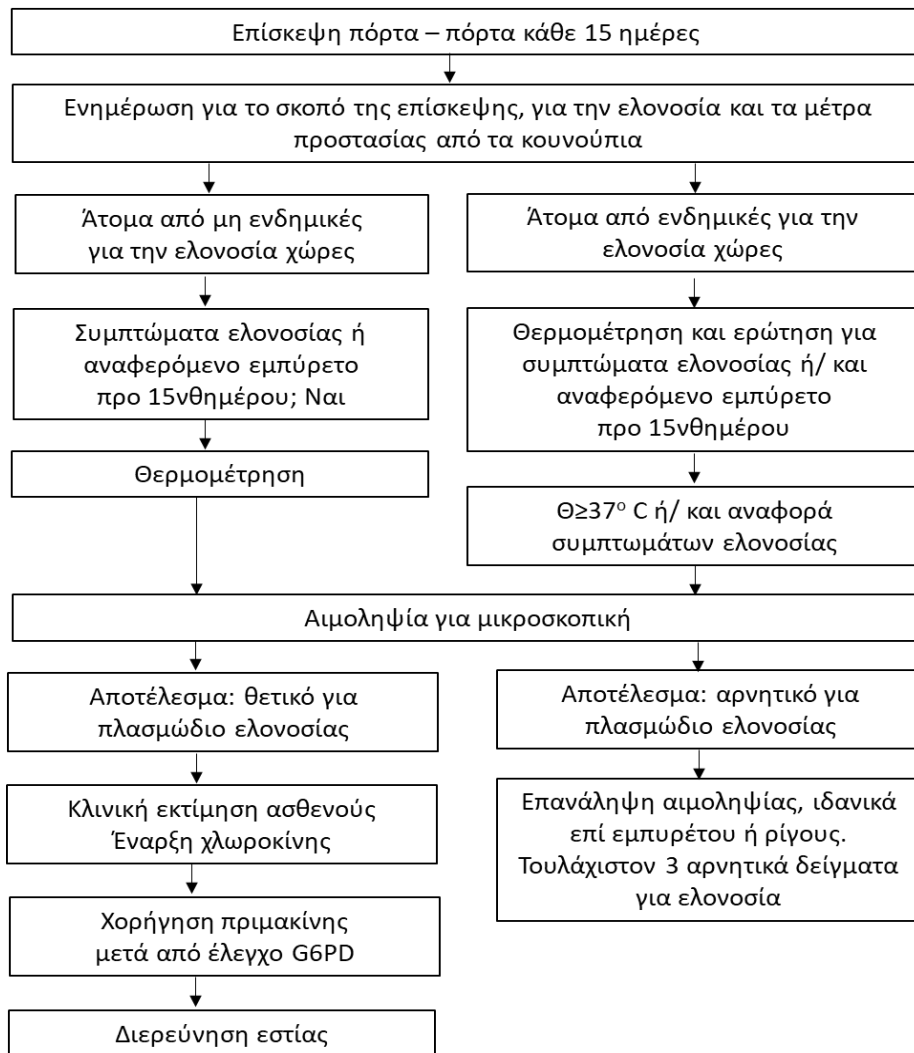 Επίσκεψη πόρτα – πόρτα κάθε 15 ημέρες
Ενημέρωση για το σκοπό της επίσκεψης, για την ελονοσία και τα μέτρα
προστασίας από τα κουνούπια
Άτομα από μη ενδημικές
για την ελονοσία χώρες
Συμπτώματα ελονοσίας ή
αναφερόμενο εμπύρετο
προ 15νθημέρου; Ναι
Θερμομέτρηση
Άτομα από ενδημικές για την
ελονοσία χώρες
Θερμομέτρηση και ερώτηση για
συμπτώματα ελονοσίας ή/ και
αναφερόμενο εμπύρετο
προ 15νθημέρου
Θ≥37ᵒ C ή/ και αναφορά
συμπτωμάτων ελονοσίας
Αιμοληψία για μικροσκοπική
Αποτέλεσμα: θετικό για
πλασμώδιο ελονοσίας
Κλινική εκτίμηση ασθενούς
Έναρξη χλωροκίνης
Χορήγηση πριμακίνης
μετά από έλεγχο G6PD
Διερεύνηση εστίας
Αποτέλεσμα: αρνητικό για
πλασμώδιο ελονοσίας
Επανάληψη αιμοληψίας, ιδανικά
επί εμπυρέτου ή ρίγους.
Τουλάχιστον 3 αρνητικά δείγματα
για ελονοσία